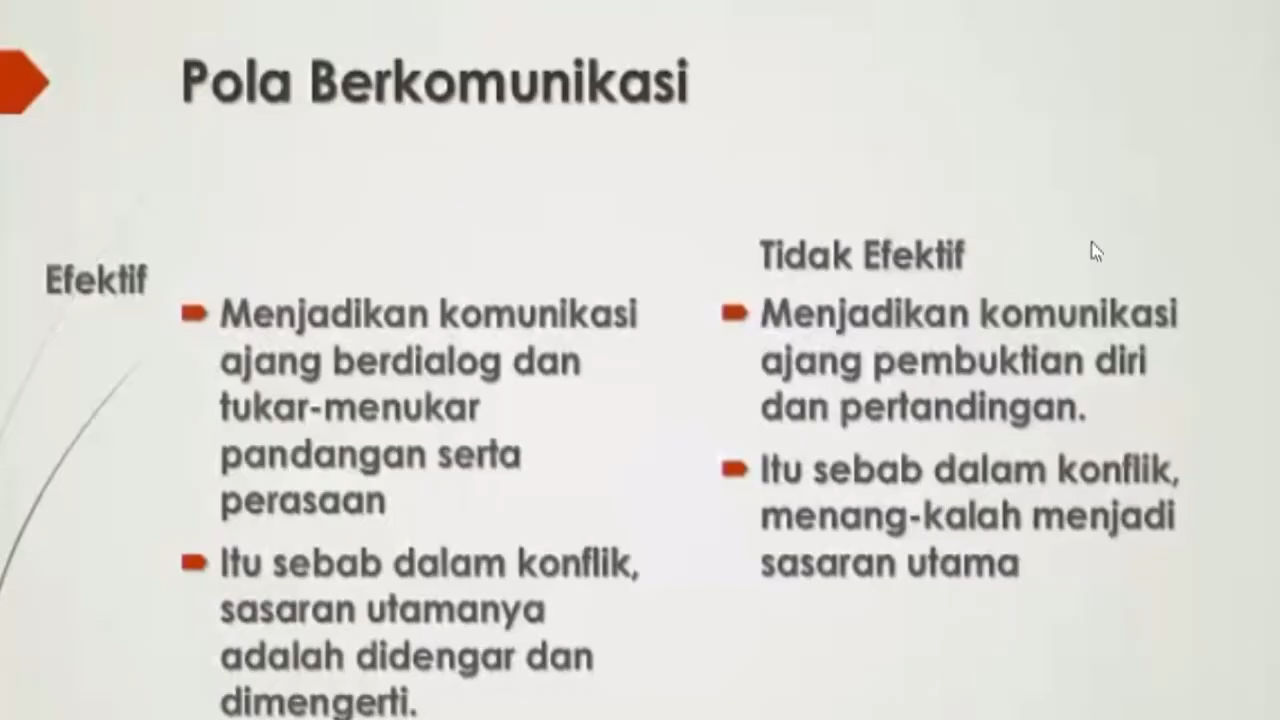 Pola Berkomunikasi
Efektif
Menjadikan komunikasi
ajang berdialog dan
tukar-menukar
pandangan serta
perasaan
Itu sebab dalam konflik,
sasaran utamanya
adalah didengar dan
dimengerti.
Tidak Efektif
Menjadikan komunikasi
ajang pembuktian diri
dan pertandingan.
Itu sebab dalam konflik,
menang-kalah menjadi
sasaran utama